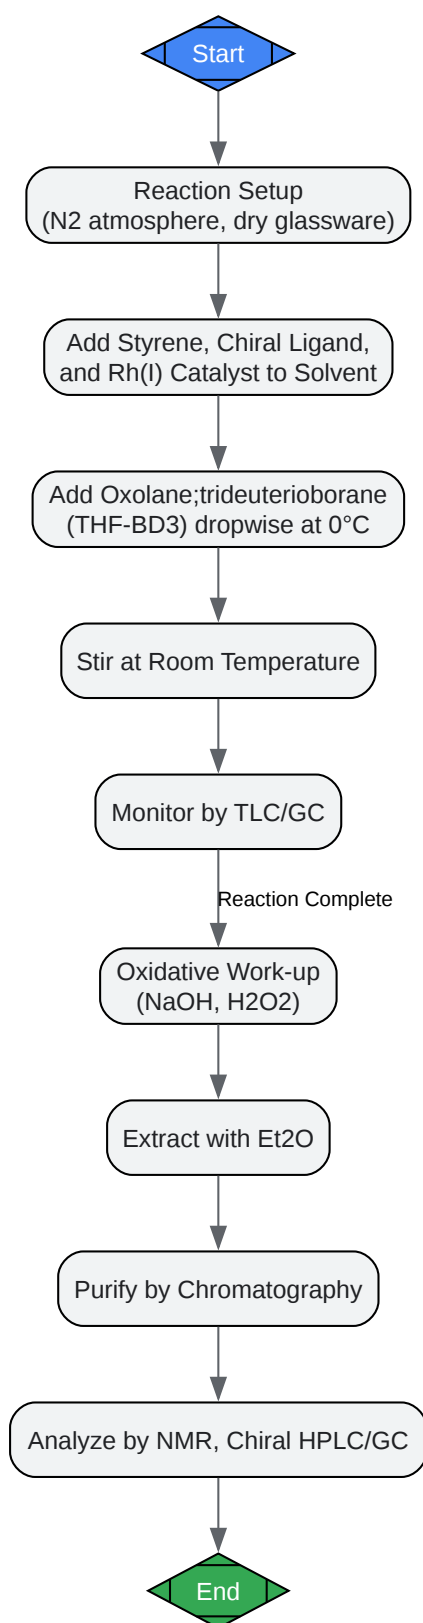 Start
Reaction Setup
(N2 atmosphere, dry glassware)
Add Styrene, Chiral Ligand,
and Rh(I) Catalyst to Solvent
Add Oxolane;trideuterioborane
(THF-BD3) dropwise at 0°C
Stir at Room Temperature
Monitor by TLC/GC
Reaction Complete
Oxidative Work-up
(NaOH, H2O2)
Extract with Et2O
Purify by Chromatography
Analyze by NMR, Chiral HPLC/GC
End